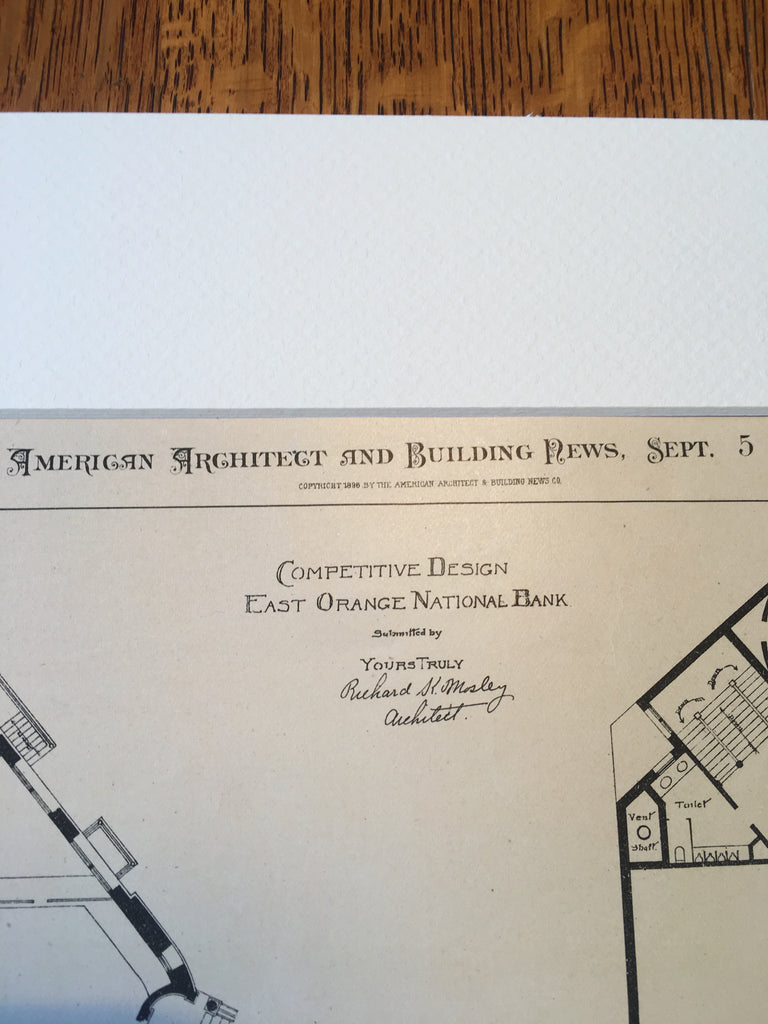 AMERICAN ARCHITECT AND BUILDING NEWS, SEPT. 5
COPYRIGHT 1896 BY THE AMERICAN ARCHITECT & BUILDING NEWS CO.
COMPETITIVE DESIGN
EAST ORANGE NATIONAL BANK
Submitted by
YOURS TRULY
Richard K. Mosley
Architect.
Toilet
Vent
Shaft